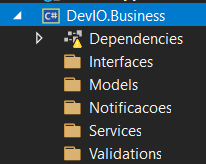 C# DevIO.Business
Dependencies
Interfaces
Models
Notificacoes
Services
Validations